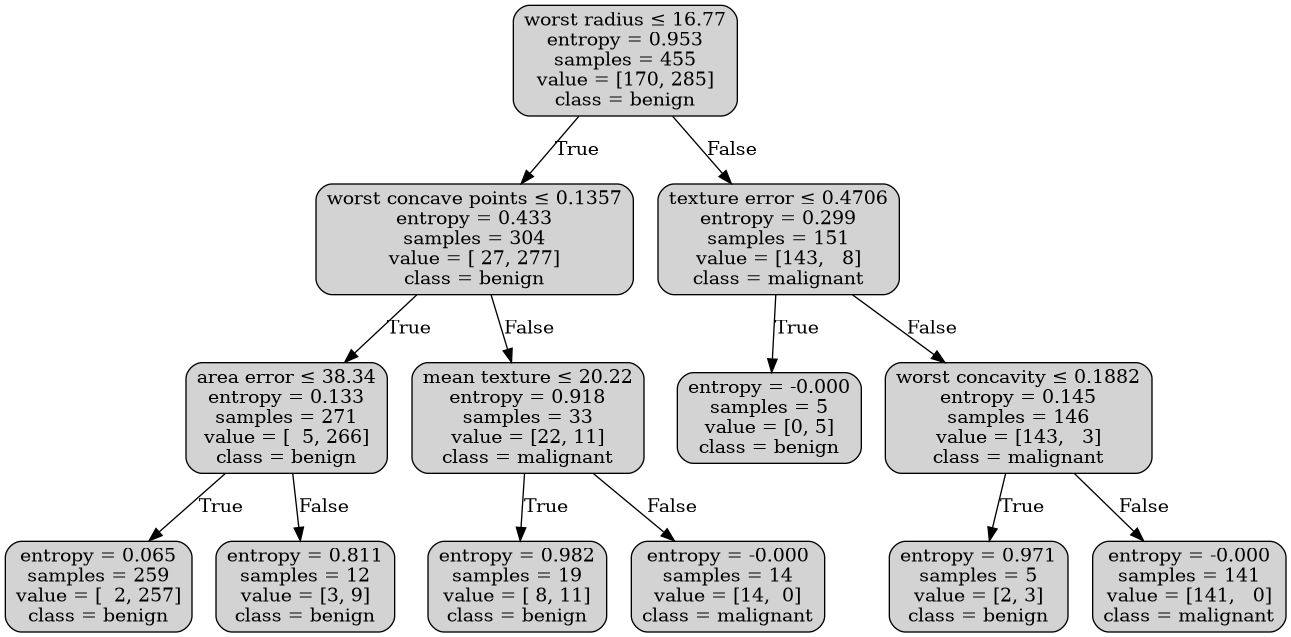 worst radius ≤ 16.77
entropy = 0.953
samples = 455
value = [170, 285]
class = benign
True
False
worst concave points ≤ 0.1357
entropy = 0.433
samples = 304
value = [ 27, 277]
class = benign
texture error ≤ 0.4706
entropy = 0.299
samples = 151
value = [143,   8]
class = malignant
True
False
True
False
area error ≤ 38.34
entropy = 0.133
samples = 271
value = [  5, 266]
class = benign
mean texture ≤ 20.22
entropy = 0.918
samples = 33
value = [22, 11]
class = malignant
entropy = -0.000
samples = 5
value = [0, 5]
class = benign
worst concavity ≤ 0.1882
entropy = 0.145
samples = 146
value = [143,   3]
class = malignant
True
False
True
False
True
False
entropy = 0.065
samples = 259
value = [  2, 257]
class = benign
entropy = 0.811
samples = 12
value = [3, 9]
class = benign
entropy = 0.982
samples = 19
value = [ 8, 11]
class = benign
entropy = -0.000
samples = 14
value = [14,  0]
class = malignant
entropy = 0.971
samples = 5
value = [2, 3]
class = benign
entropy = -0.000
samples = 141
value = [141,   0]
class = malignant